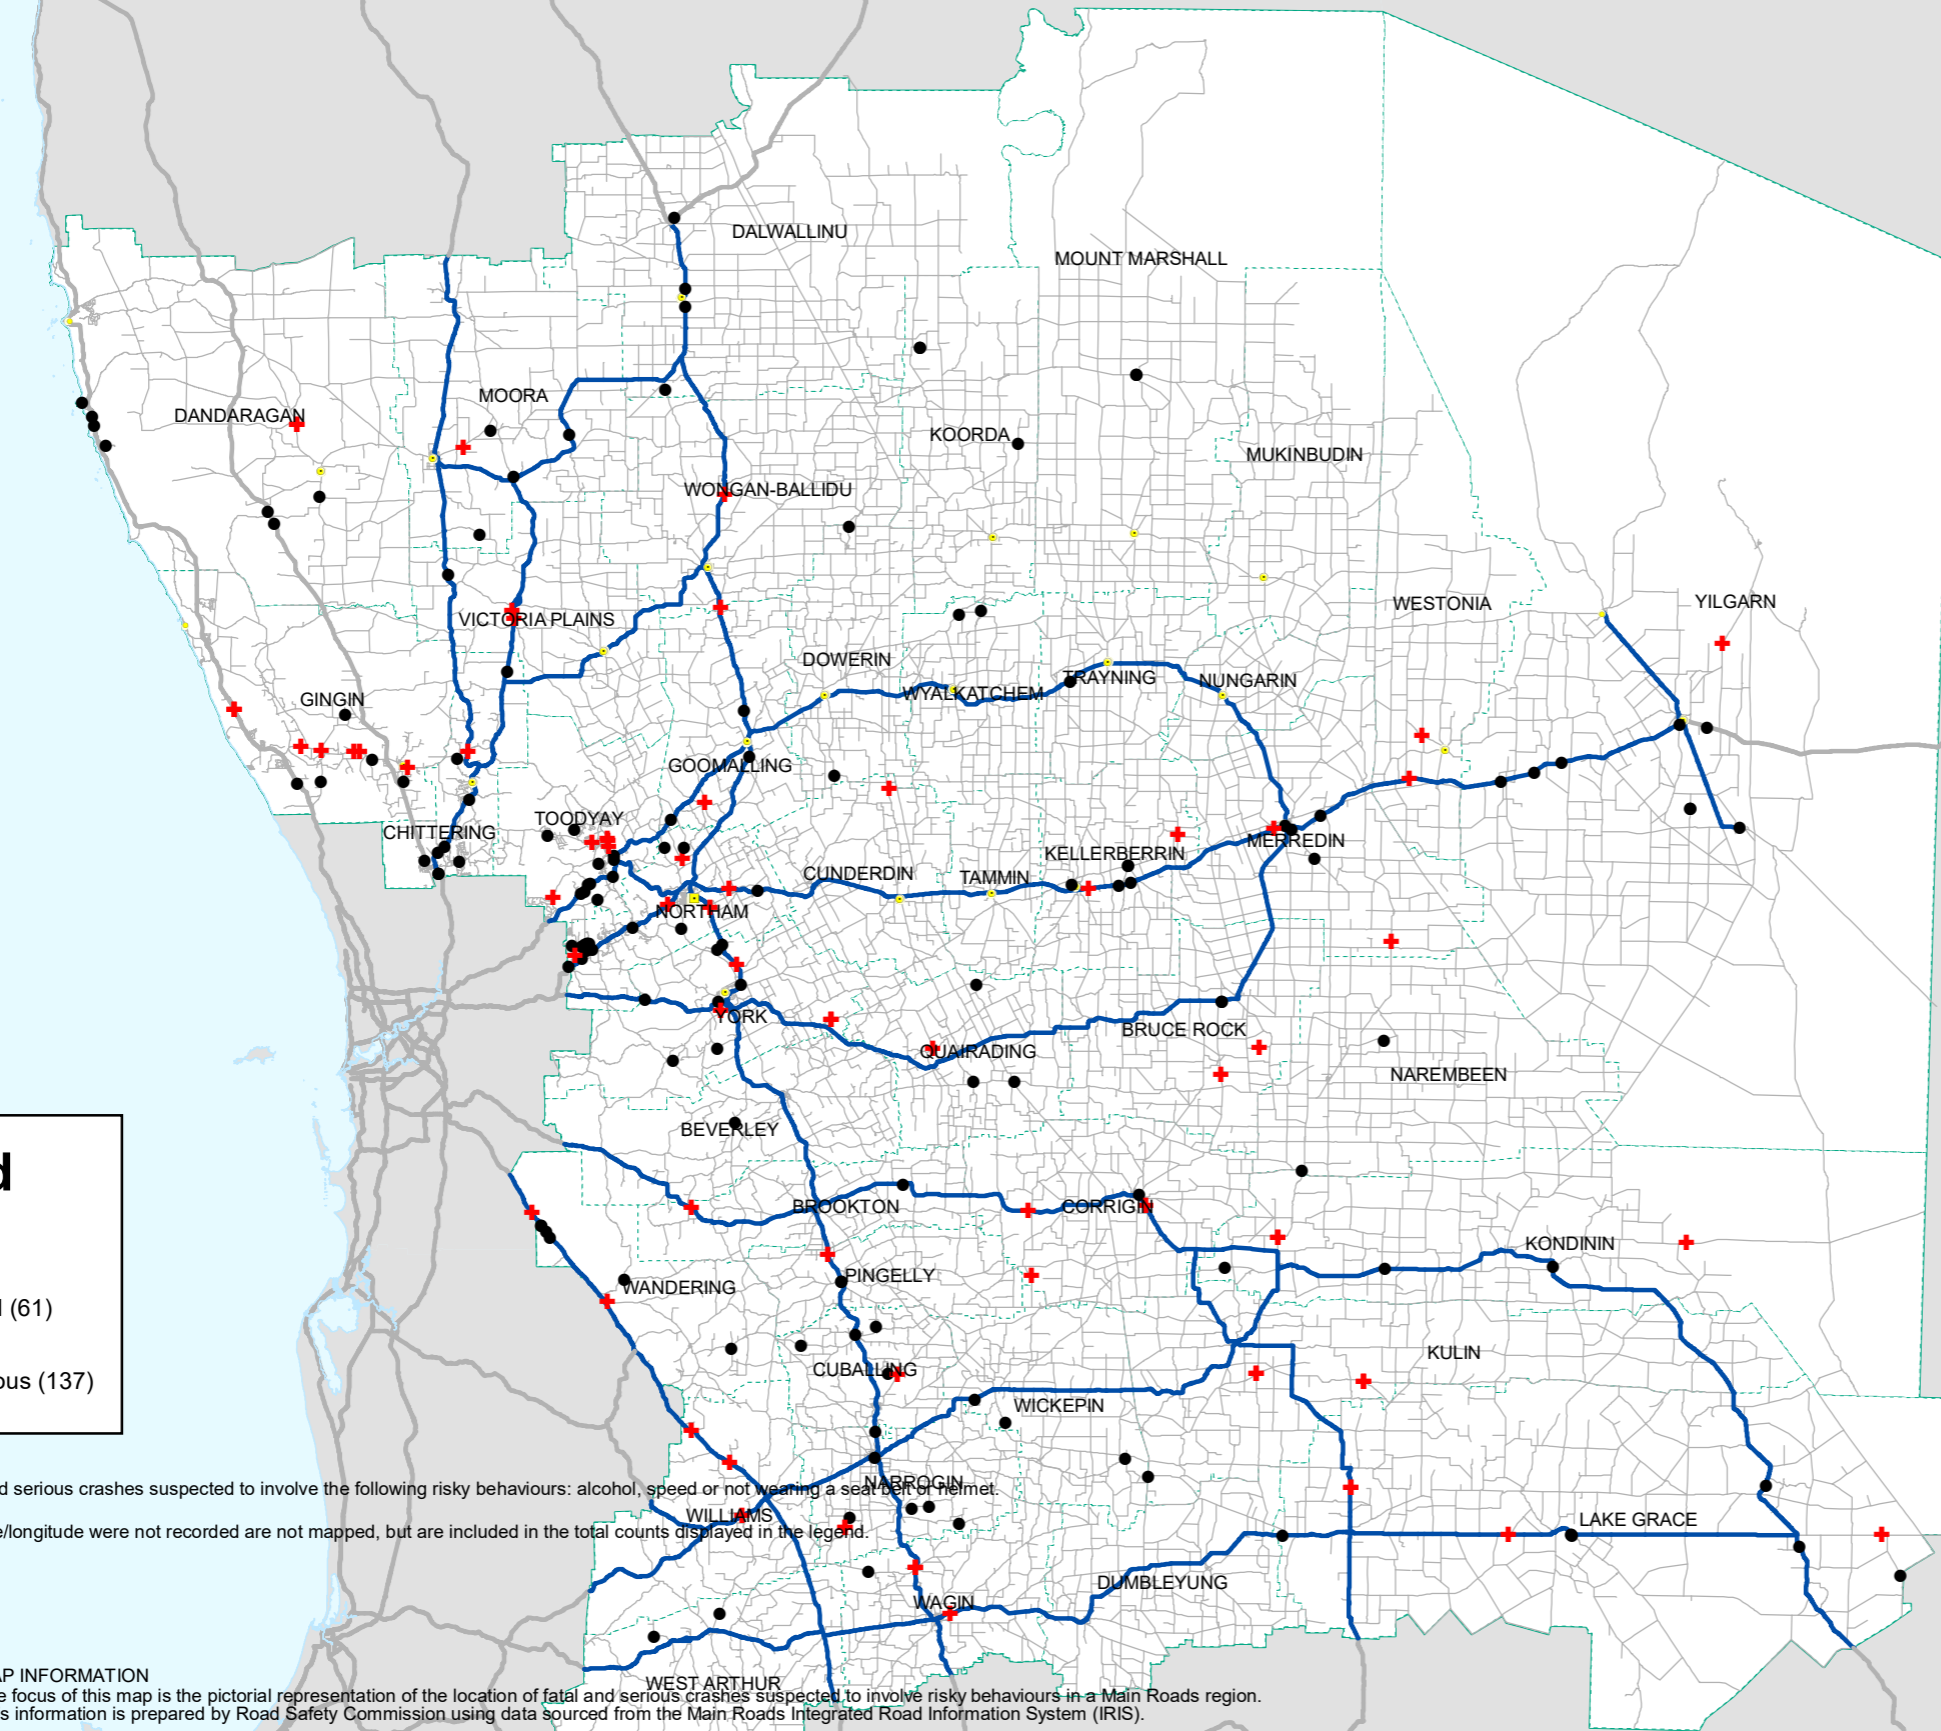 DALWALLINU
MOUNT MARSHALL
MOORA
DANDARAGAN
KOORDA
MUKINBUDIN
WONGAN-BALLIDU
WESTONIA
YILGARN
VICTORIA PLAINS
DOWERIN
TRAYNING
NUNGARIN
WYALKATCHEM
GINGIN
GOOMALLING
TOODYAY
CHITTERING
MERREDIN
KELLERBERRIN
CUNDERDIN
TAMMIN
NORTHAM
YORK
BRUCE ROCK
QUAIRADING
NAREMBEEN
BEVERLEY
d
BROOKTON
CORRIGIN
KONDININ
PINGELLY
WANDERING
(61)
KULIN
CUBALLING
ous (137)
WICKEPIN
NARROGIN
d serious crashes suspected to involve the following risky behaviours: alcohol, speed or not wearing a seat belt or helmet.
WILLIAMS
LAKE GRACE
e/longitude were not recorded are not mapped, but are included in the total counts displayed in the legend.
DUMBLEYUNG
WAGIN
AP INFORMATION
WEST ARTHUR
e focus of this map is the pictorial representation of the location of fatal and serious crashes suspected to involve risky behaviours in a Main Roads region.
s information is prepared by Road Safety Commission using data sourced from the Main Roads Integrated Road Information System (IRIS).